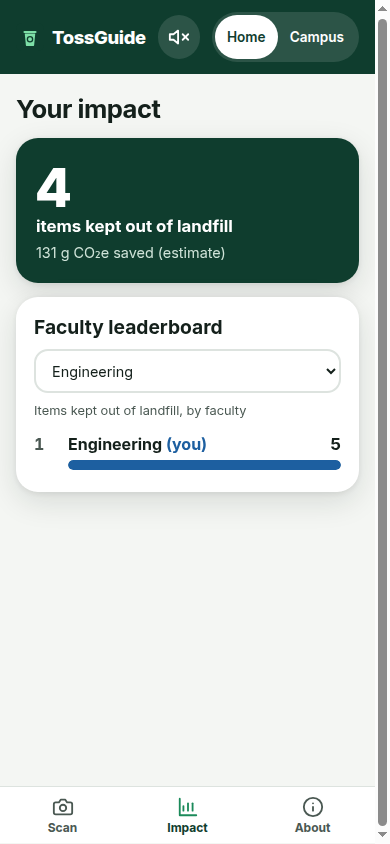 TossGuide
Home Campus
Your impact
4
items kept out of landfill
131 g CO₂e saved (estimate)
Faculty leaderboard
Engineering
Items kept out of landfill, by faculty
1 Engineering (you) 5
Scan Impact About